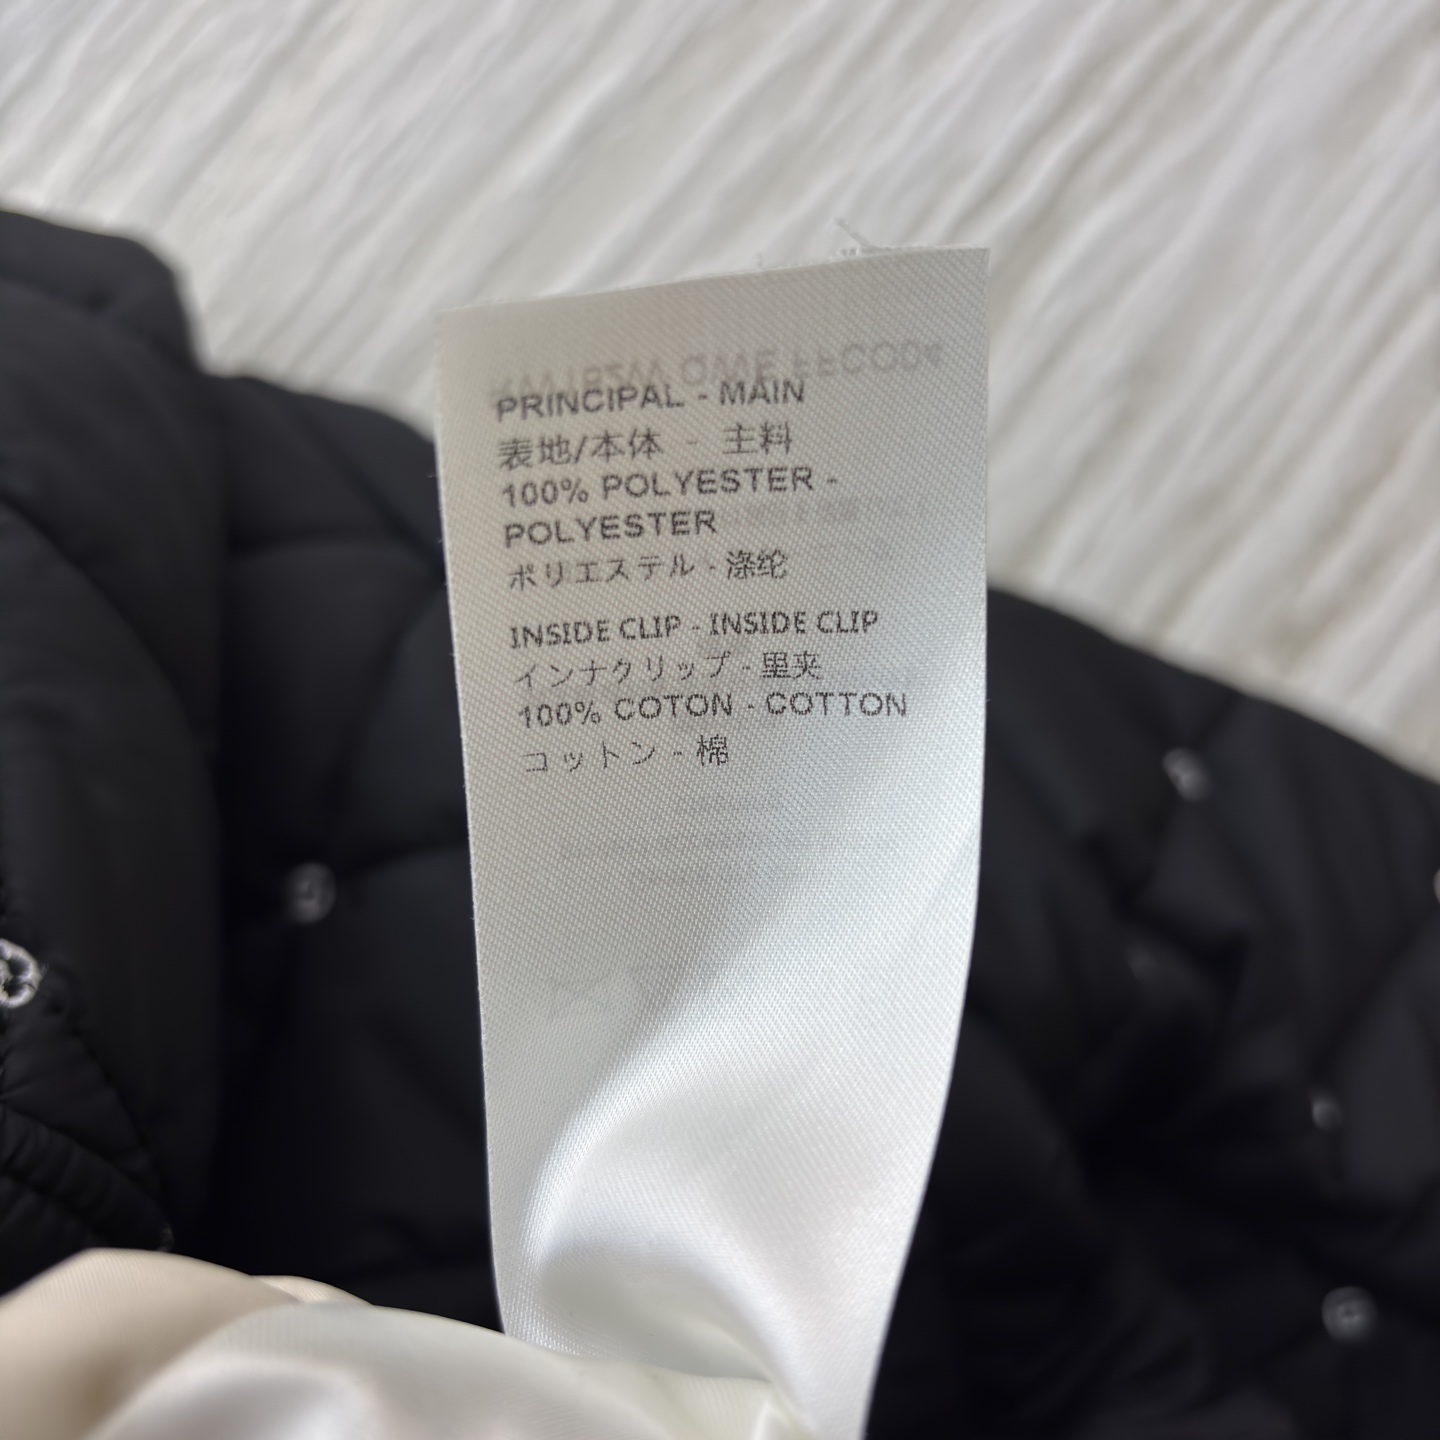 PRINCIPAL - MAIN
表地/本体 - 主料
100% POLYESTER -
POLYESTER
ポリエステル - 涤纶
INSIDE CLIP - INSIDE CLIP
インナクリップ - 里夹
100% COTON - COTTON
コットン - 棉